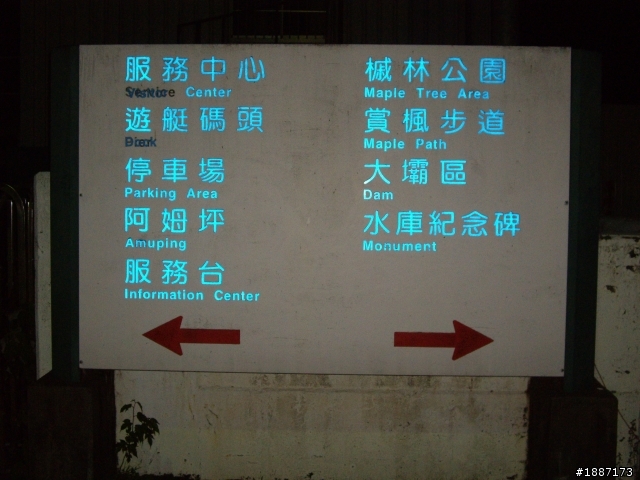 服務中心
Center
遊艇碼頭
停車場
Parking Area
阿姆坪
Amuping
服務台
Information Center
槭林公園
Maple Tree Area
賞楓步道
Maple Path
大壩區
Dam
水庫紀念碑
Monument
#1887173